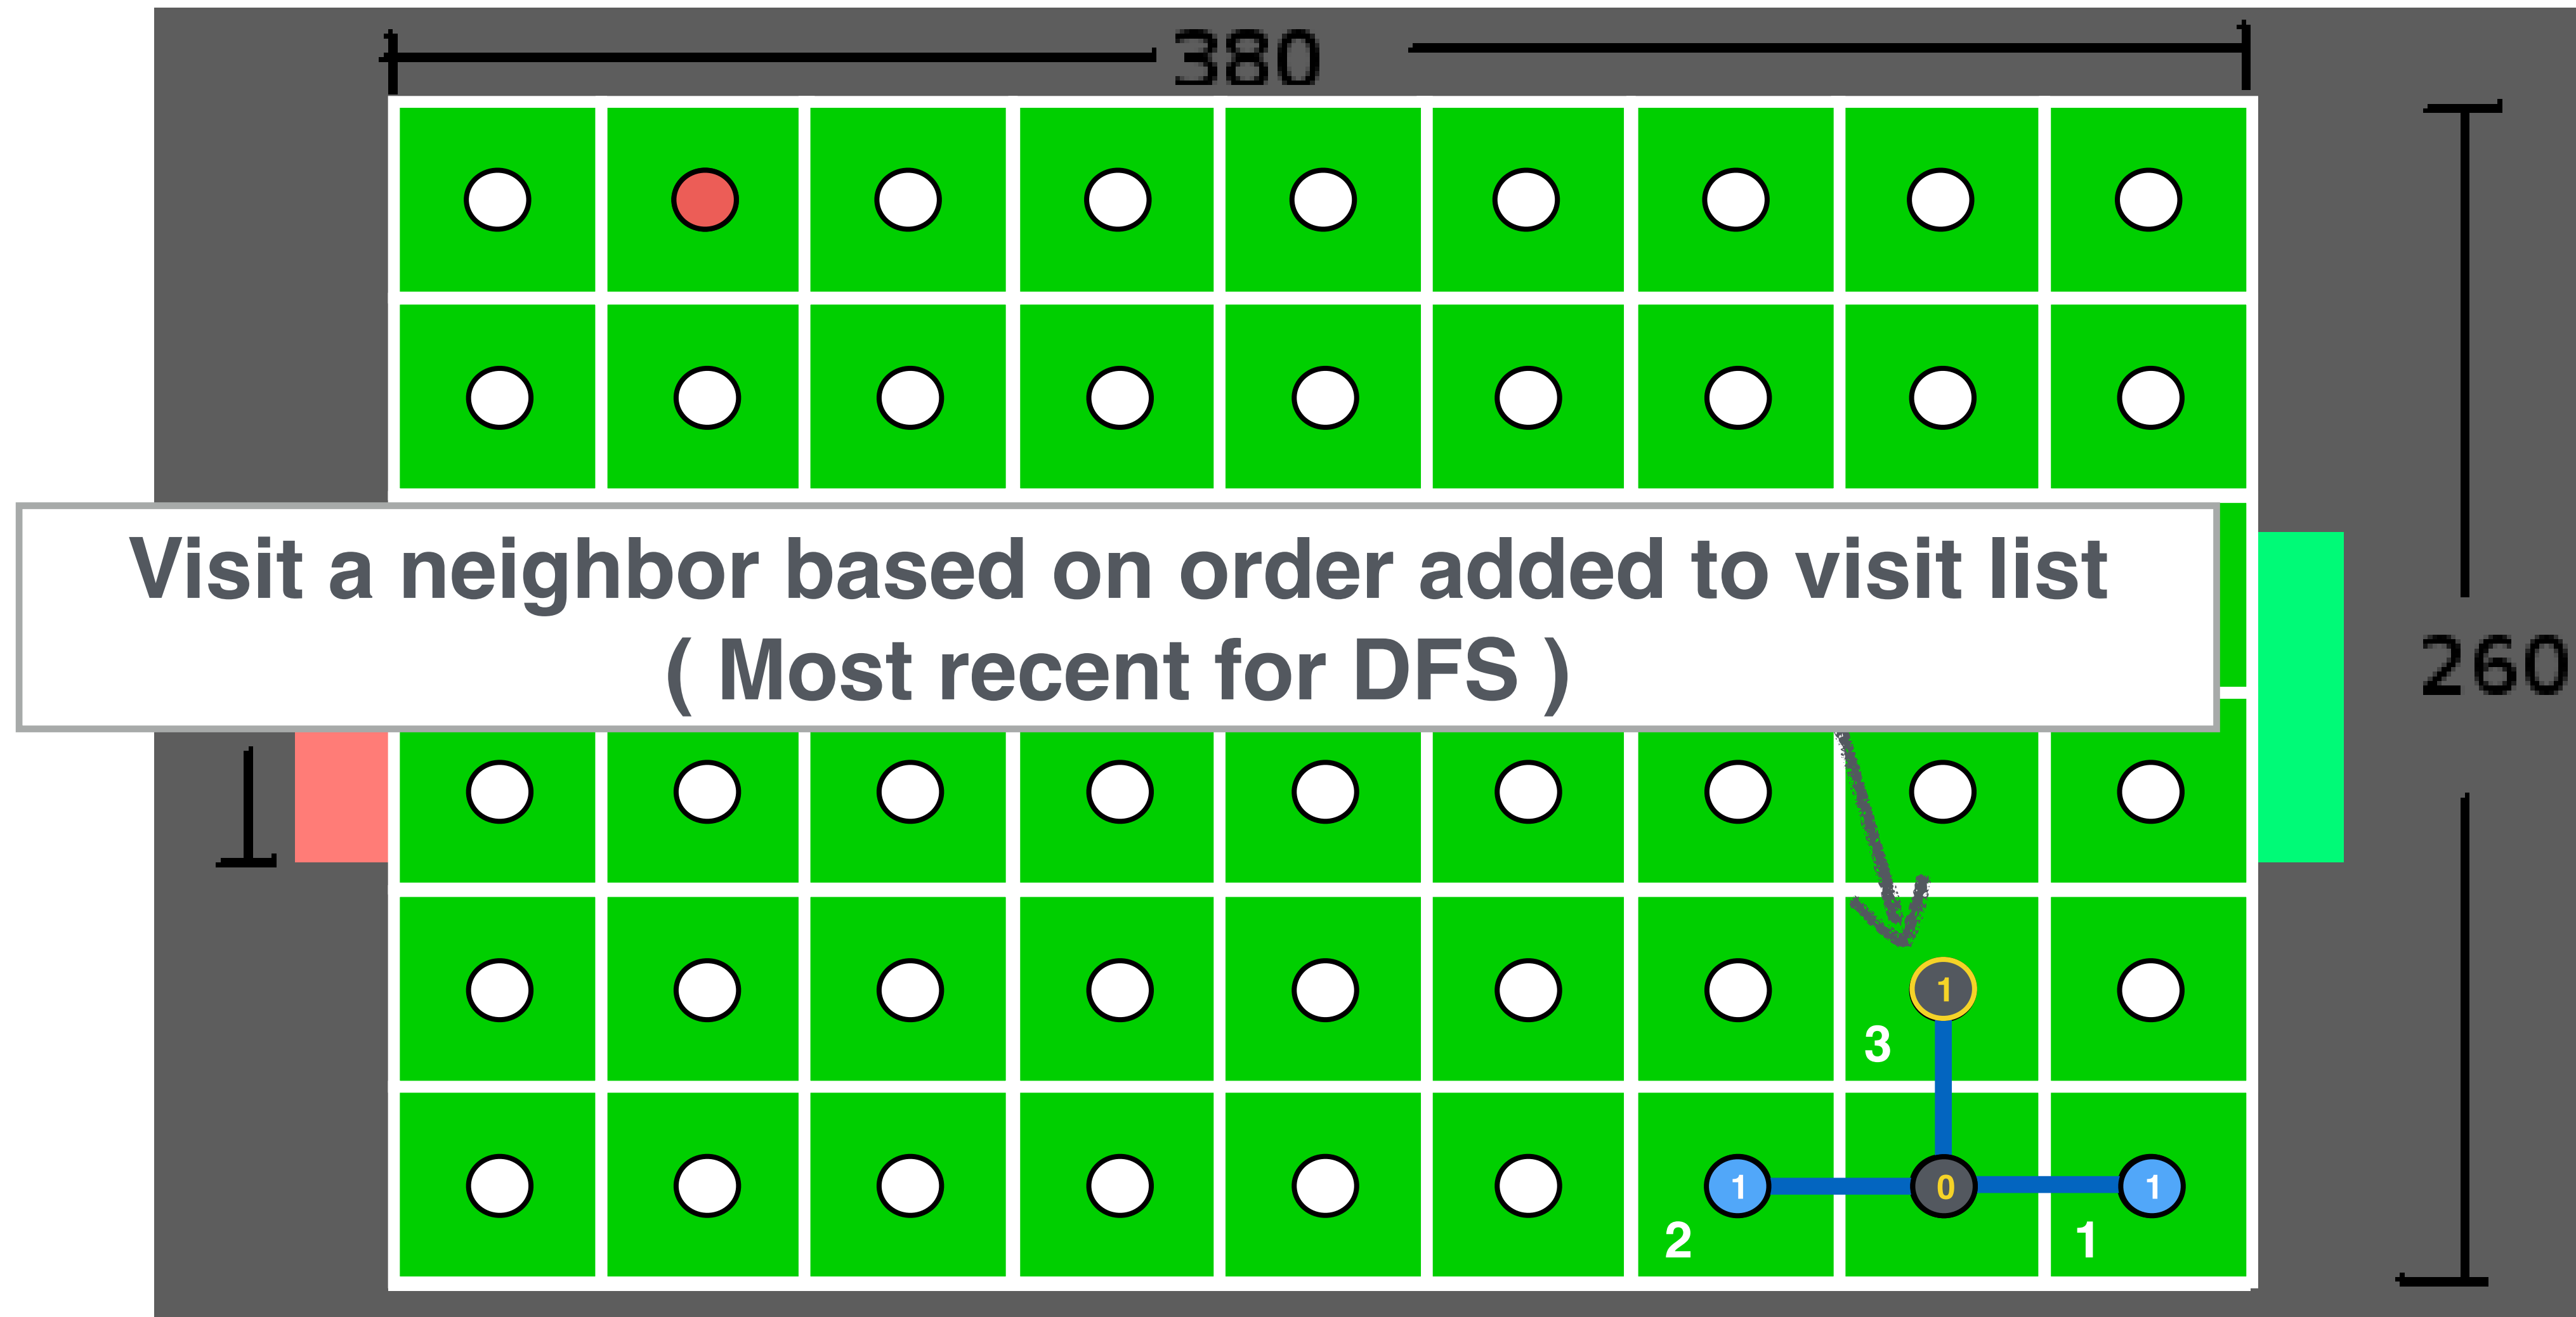 380
Visit a neighbor based on order added to visit list
( Most recent for DFS )
260
1
3
1 0 1
2 1